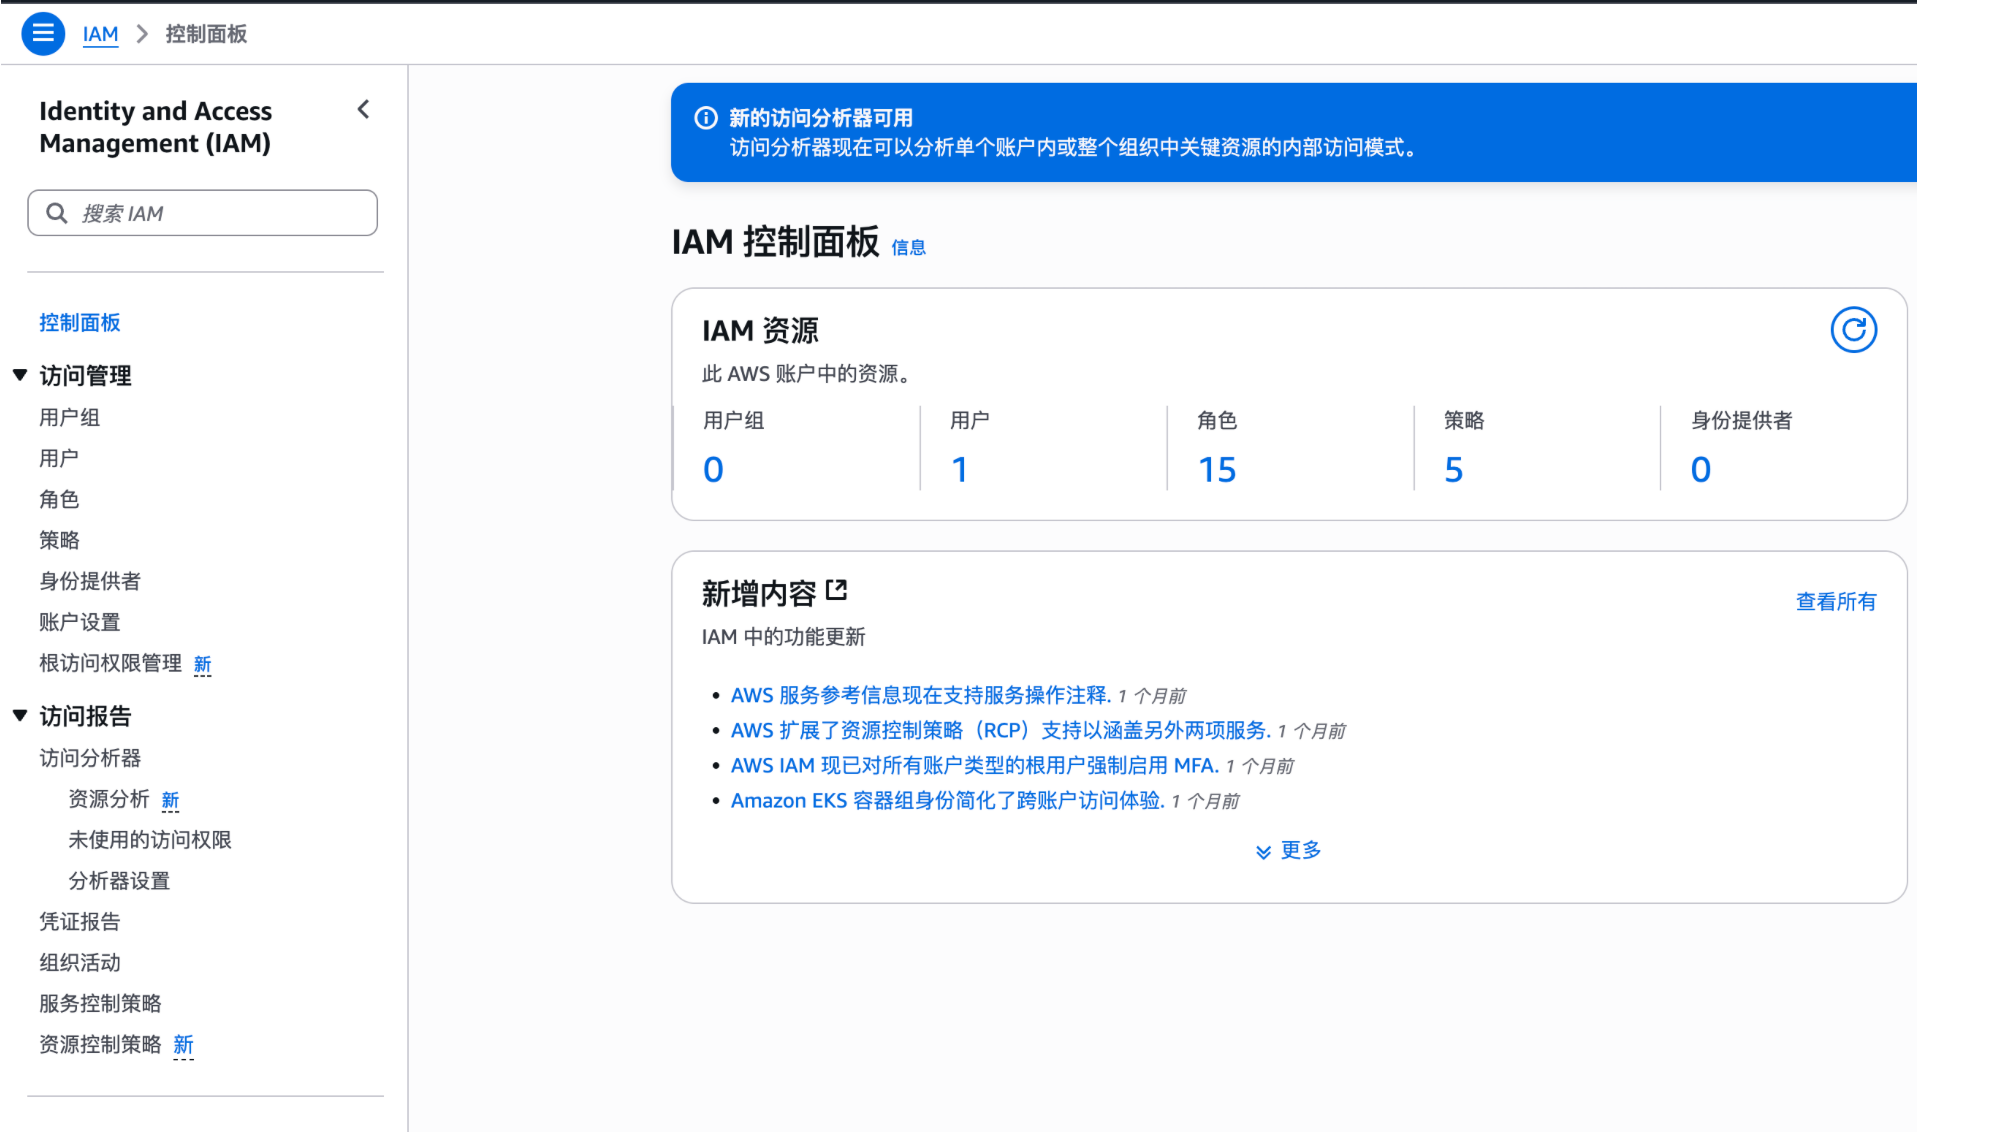 IAM > 控制面板
Identity and Access
Management (IAM)
搜索 IAM
控制面板
访问管理
用户组
用户
角色
策略
身份提供者
账户设置
根访问权限管理 新
访问报告
访问分析器
资源分析 新
未使用的访问权限
分析器设置
凭证报告
组织活动
服务控制策略
资源控制策略 新
新的访问分析器可用
访问分析器现在可以分析单个账户内或整个组织中关键资源的内部访问模式。
IAM 控制面板 信息
IAM 资源
此 AWS 账户中的资源。
用户组 用户 角色 策略 身份提供者
0 1 15 5 0
新增内容
查看所有
IAM 中的功能更新
• AWS 服务参考信息现在支持服务操作注释. 1 个月前
• AWS 扩展了资源控制策略（RCP）支持以涵盖另外两项服务. 1 个月前
• AWS IAM 现已对所有账户类型的根用户强制启用 MFA. 1 个月前
• Amazon EKS 容器组身份简化了跨账户访问体验. 1 个月前
更多